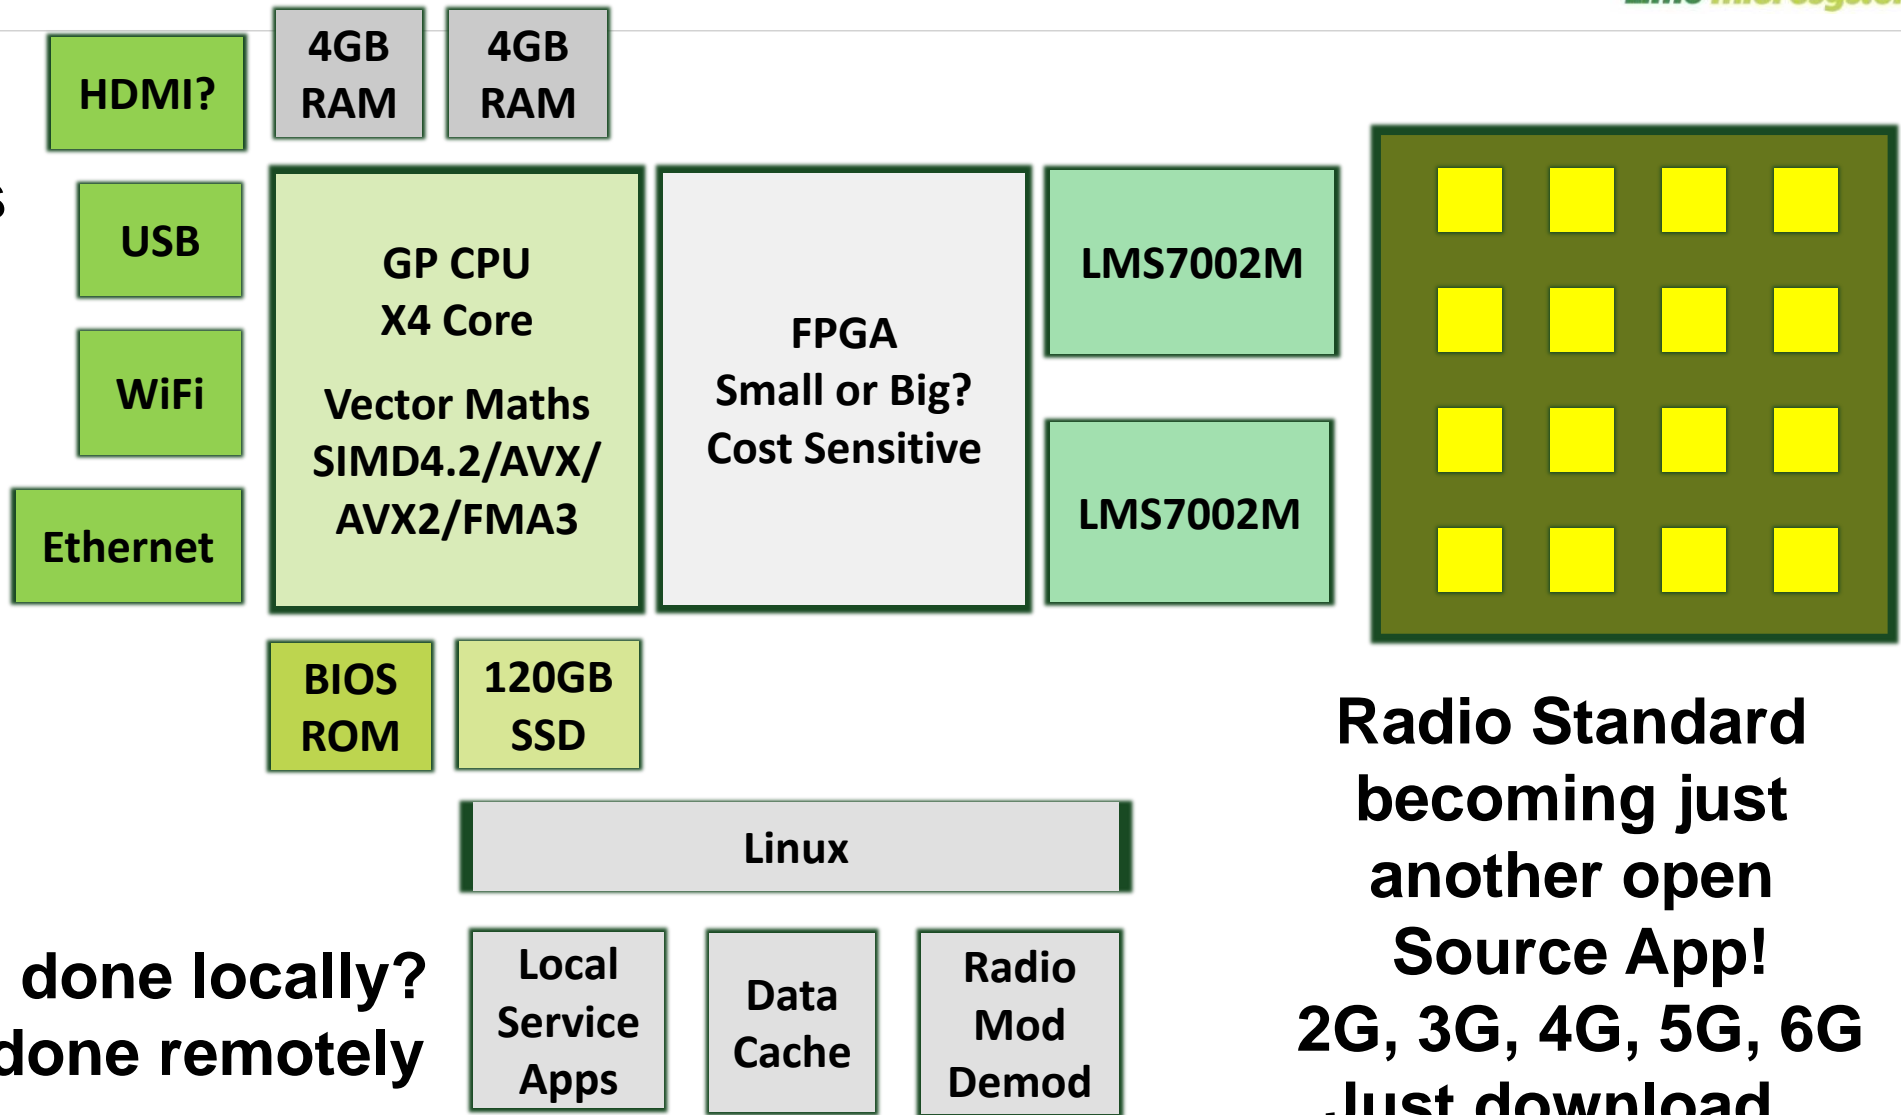 4GB
RAM
4GB
RAM
HDMI?
USB
WiFi
Ethernet
GP CPU
X4 Core
Vector Maths
SIMD4.2/AVX/
AVX2/FMA3
FPGA
Small or Big?
Cost Sensitive
LMS7002M
LMS7002M
BIOS
ROM
120GB
SSD
Linux
done locally?
done remotely
Local
Service
Apps
Data
Cache
Radio
Mod
Demod
Radio Standard
becoming just
another open
Source App!
2G, 3G, 4G, 5G, 6G
Just download